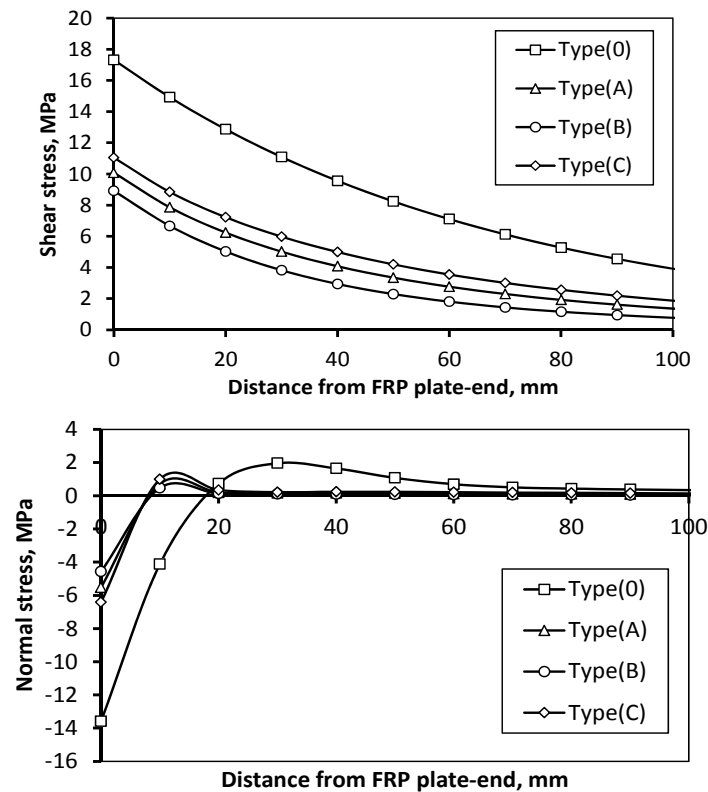 20
18
16
14
12
10
8
6
4
2
0
Shear stress, MPa
Type(0)
Type(A)
Type(B)
Type(C)
0 20 40 60 80 100
Distance from FRP plate-end, mm
4
2
0
-2
-4
-6
-8
-10
-12
-14
-16
Normal stress, MPa
0 20 40 60 80 100
Type(0)
Type(A)
Type(B)
Type(C)
Distance from FRP plate-end, mm